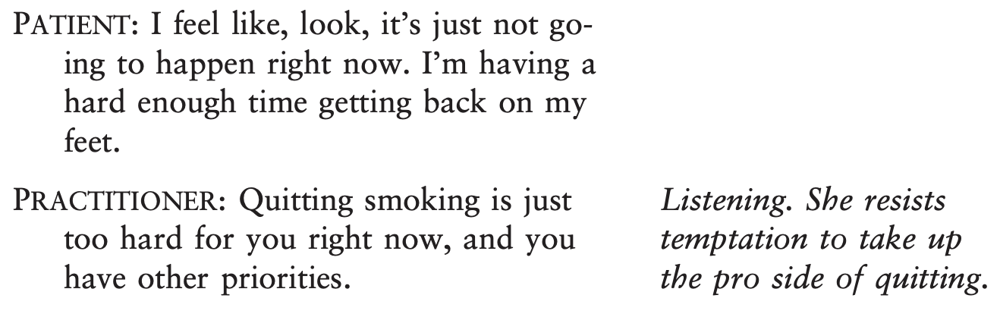 PATIENT: I feel like, look, it's just not go-
ing to happen right now. I'm having a
hard enough time getting back on my
feet.
PRACTITIONER: Quitting smoking is just
too hard for you right now, and you
have other priorities.
Listening. She resists
temptation to take up
the pro side of quitting.